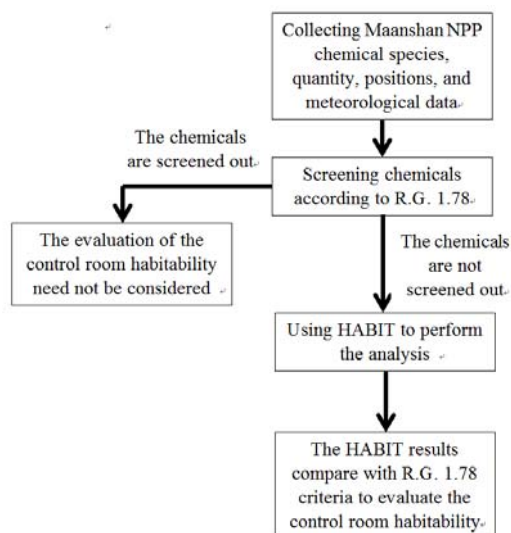 Collecting Maanshan NPP
chemical species,
quantity, positions, and
meteorological data
The chemicals
are screened out
Screening chemicals
according to R.G. 1.78
The evaluation of the
control room habitability
need not be considered
The chemicals
are not
screened out
Using HABIT to perform
the analysis
The HABIT results
compare with R.G. 1.78
criteria to evaluate the
control room habitability